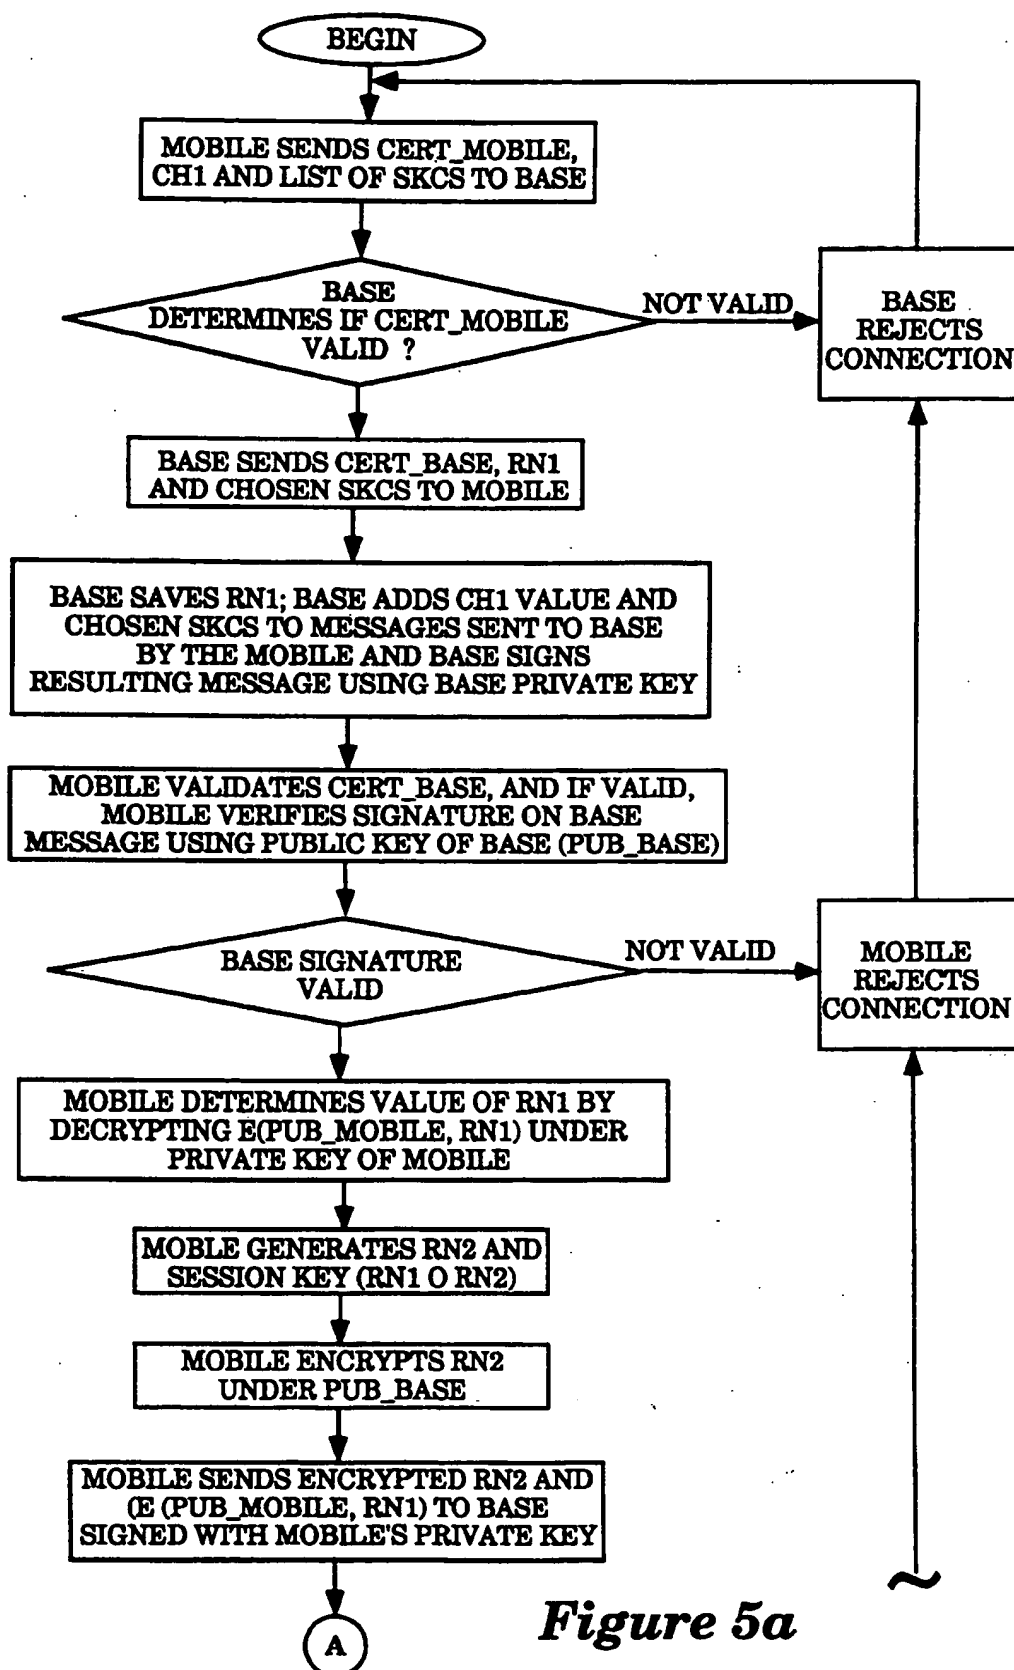 BEGIN
MOBILE SENDS CERT_MOBILE,
CH1 AND LIST OF SKCS TO BASE
BASE
DETERMINES IF CERT_MOBILE
VALID ?
NOT VALID
BASE
REJECTS
CONNECTION
BASE SENDS CERT_BASE, RN1
AND CHOSEN SKCS TO MOBILE
BASE SAVES RN1; BASE ADDS CH1 VALUE AND
CHOSEN SKCS TO MESSAGES SENT TO BASE
BY THE MOBILE AND BASE SIGNS
RESULTING MESSAGE USING BASE PRIVATE KEY
MOBILE VALIDATES CERT_BASE, AND IF VALID,
MOBILE VERIFIES SIGNATURE ON BASE
MESSAGE USING PUBLIC KEY OF BASE (PUB_BASE)
BASE SIGNATURE
VALID
NOT VALID
MOBILE
REJECTS
CONNECTION
MOBILE DETERMINES VALUE OF RN1 BY
DECRYPTING E(PUB_MOBILE, RN1) UNDER
PRIVATE KEY OF MOBILE
MOBLE GENERATES RN2 AND
SESSION KEY (RN1 O RN2)
MOBILE ENCRYPTS RN2
UNDER PUB_BASE
MOBILE SENDS ENCRYPTED RN2 AND
(E (PUB_MOBILE, RN1) TO BASE
SIGNED WITH MOBILE'S PRIVATE KEY
A
Figure 5a